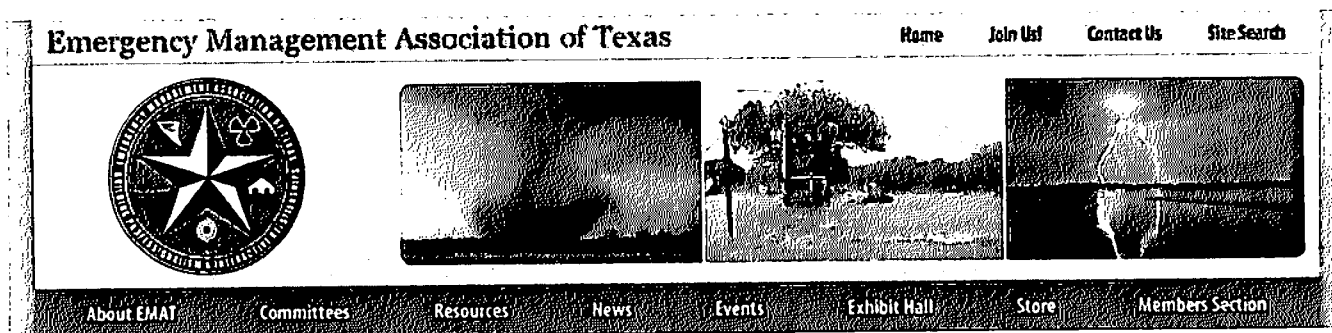 Emergency Management Association of Texas
Home Join Us! Contact Us Site Search
About EMAT Committees Resources News Events Exhibit Hall Store Members Section